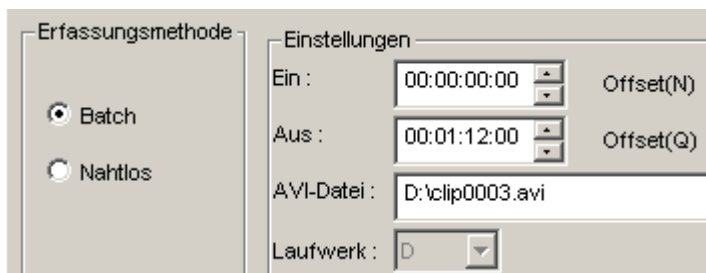 Erfassungsmethode
Batch
Nahtlos
Einstellungen
Ein : 00:00:00:00 Offset(N)
Aus : 00:01:12:00 Offset(Q)
AVI-Datei : D:\clip0003.avi
Laufwerk : D